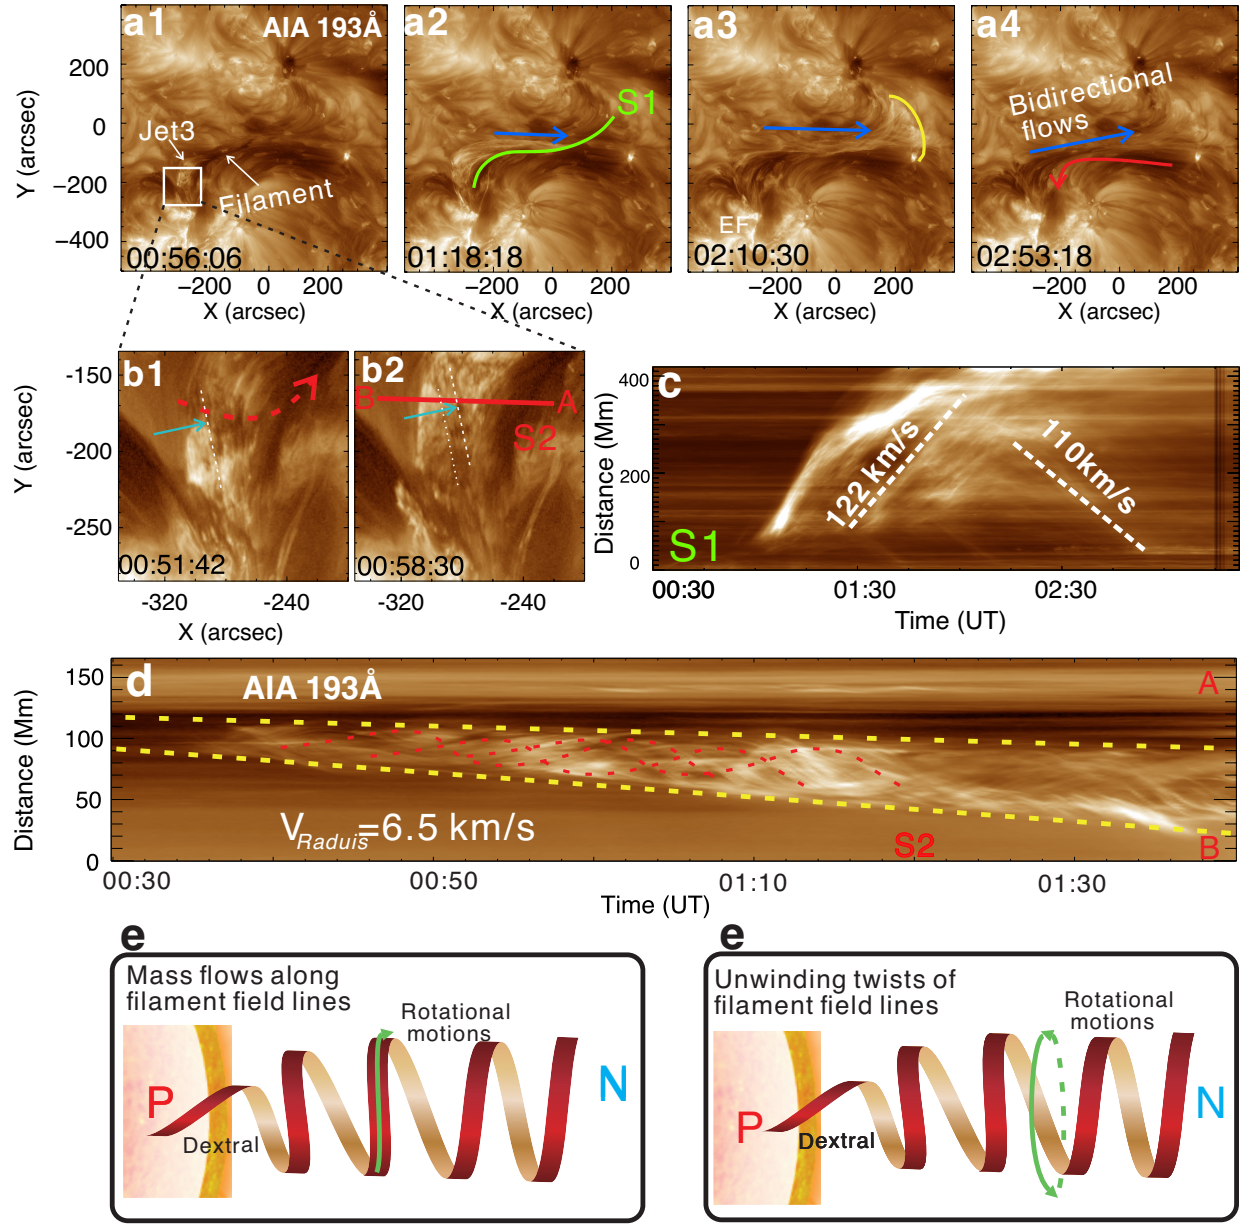 a1
AIA 193Å
a2
a3
a4
Y (arcsec)
200
0
−200
−400
Jet3
Filament
S1
EF
Bidirectional
flows
00:56:06
01:18:18
02:10:30
02:53:18
−200 0 200
−200 0 200
−200 0 200
−200 0 200
X (arcsec)
X (arcsec)
X (arcsec)
X (arcsec)
Y (arcsec)
-150
-200
-250
b1
00:51:42
-320 -240
X (arcsec)
b2
B
A
S2
00:58:30
-320 -240
c
Distance (Mm)
400
200
0
122 km/s
110km/s
S1
00:30 01:30 02:30
Time (UT)
d
AIA 193Å
A
Distance (Mm)
150
100
50
0
VRaduis=6.5 km/s
S2
B
00:30 00:50 01:10 01:30
Time (UT)
e
Mass flows along
filament field lines
Rotational
motions
P
N
Dextral
e
Unwinding twists of
filament field lines
Rotational
motions
P
N
Dextral